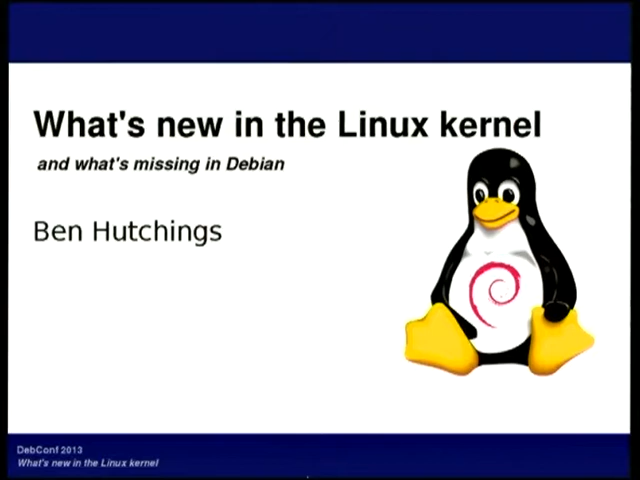 What's new in the Linux kernel
and what's missing in Debian
Ben Hutchings
DebConf 2013
What's new in the Linux kernel